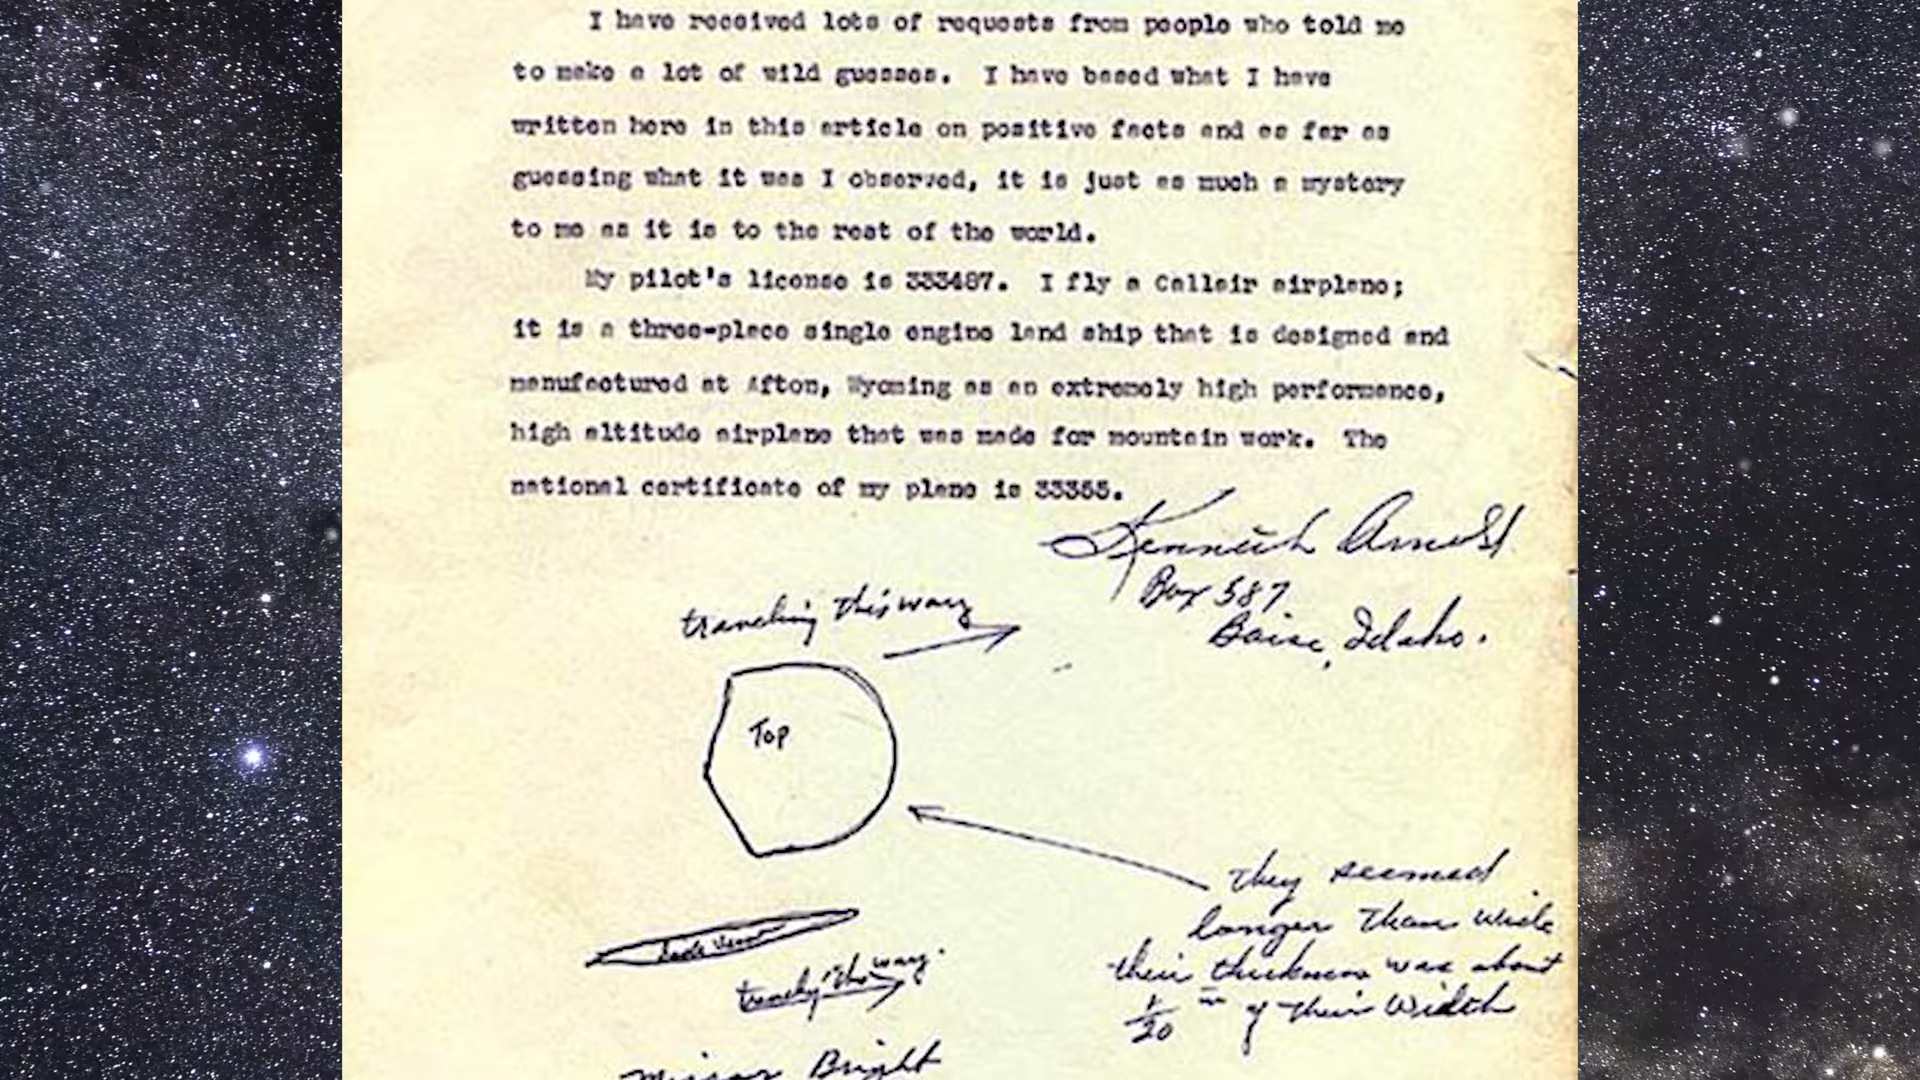 I have received lots of requests from people who told me
to make a lot of wild guesses. I have based what I have
written here in this article on positive facts and as far as
guessing what it was I observed, it is just as much a mystery
to me as it is to the rest of the world.
My pilot's license is 333487. I fly a Callair airplane;
it is a three-place single engine land ship that is designed and
manufactured at Afton, Wyoming as an extremely high performance,
high altitude airplane that was made for mountain work. The
national certificate of my plane is 33355.
Kenneth Arnold
Box 587
Boise, Idaho.
traveling this way
Top
they seemed
longer than wide
their thickness was about
1/20 th of their width
side view
traveling this way.
Mirror Bright